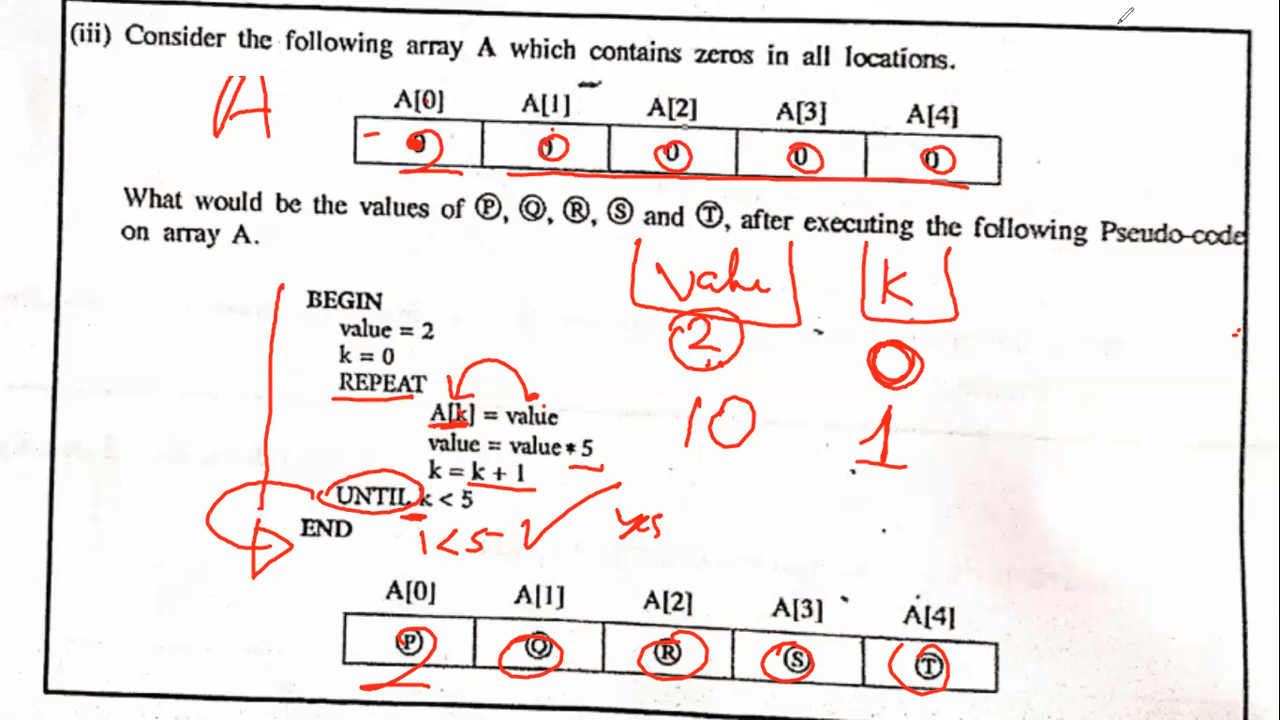 (iii) Consider the following array A which contains zeros in all locations.
A
A[0] A[1] A[2] A[3] A[4]
0 0 0 0 0
What would be the values of Ⓟ, Ⓠ, Ⓡ, Ⓢ and Ⓣ, after executing the following Pseudo-code
on array A.
value k
BEGIN
value = 2
2 0
k = 0
REPEAT
A[k] = value
10 1
value = value * 5
k = k + 1
UNTIL k < 5
END
1 < 5 yes
A[0] A[1] A[2] A[3] A[4]
Ⓟ Ⓠ Ⓡ Ⓢ Ⓣ
2